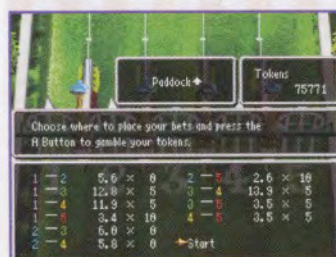 Paddock
Tokens
75771
Choose where to place your bets and press the
A Button to gamble your tokens.
1 — 2 5.6 × 0 2 — 5 2.6 × 10
1 — 3 12.8 × 5 3 — 4 13.9 × 5
1 — 4 11.9 × 5 3 — 5 3.5 × 5
1 — 5 3.4 × 10 4 — 5 3.5 × 5
2 — 3 6.0 × 0
2 — 4 5.8 × 0 Start